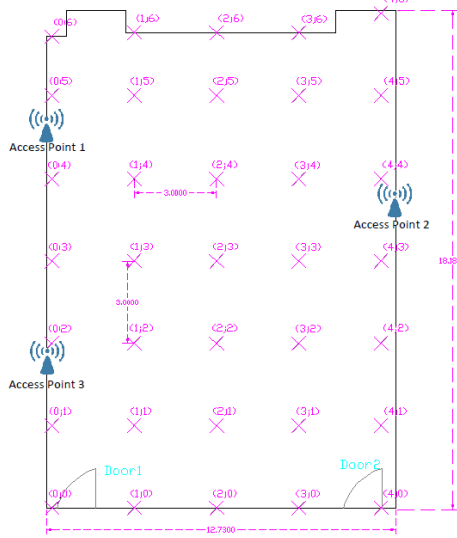 (0;6) (1;6) (2;6) (3;6)
(0;5) (1;5) (2;5) (3;5) (4;5)
Access Point 1
(0;4) (1;4) (2;4) (3;4) (4;4)
3.0000
Access Point 2
(0;3) (1;3) (2;3) (3;3) (4;3)
3.0000
(0;2) (1;2) (2;2) (3;2) (4;2)
Access Point 3
(0;1) (1;1) (2;1) (3;1) (4;1)
Door1 Door2
(0;0) (1;0) (2;0) (3;0) (4;0)
12.7300